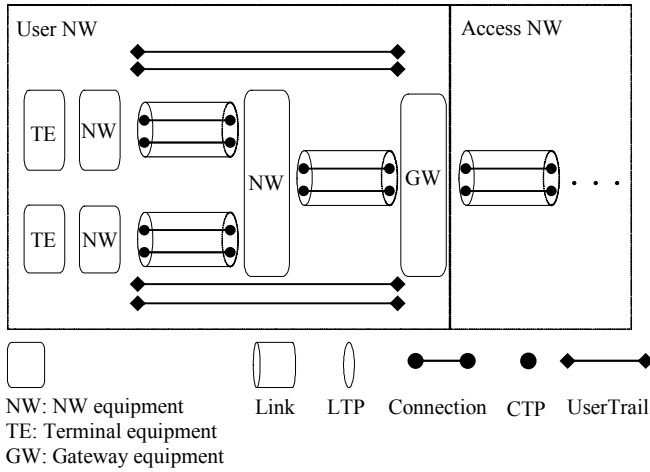 User NW
Access NW
TE
NW
NW
GW
. . .
TE
NW
Link
LTP
Connection
CTP
UserTrail
NW: NW equipment
TE: Terminal equipment
GW: Gateway equipment